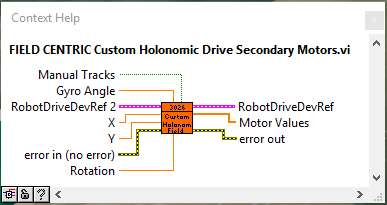 Context Help
x
FIELD CENTRIC Custom Holonomic Drive Secondary Motors.vi
Manual Tracks
Gyro Angle
RobotDriveDevRef 2
X
Y
error in (no error)
Rotation
3026
Custom
Holonom
Field
RobotDriveDevRef
Motor Values
error out
?